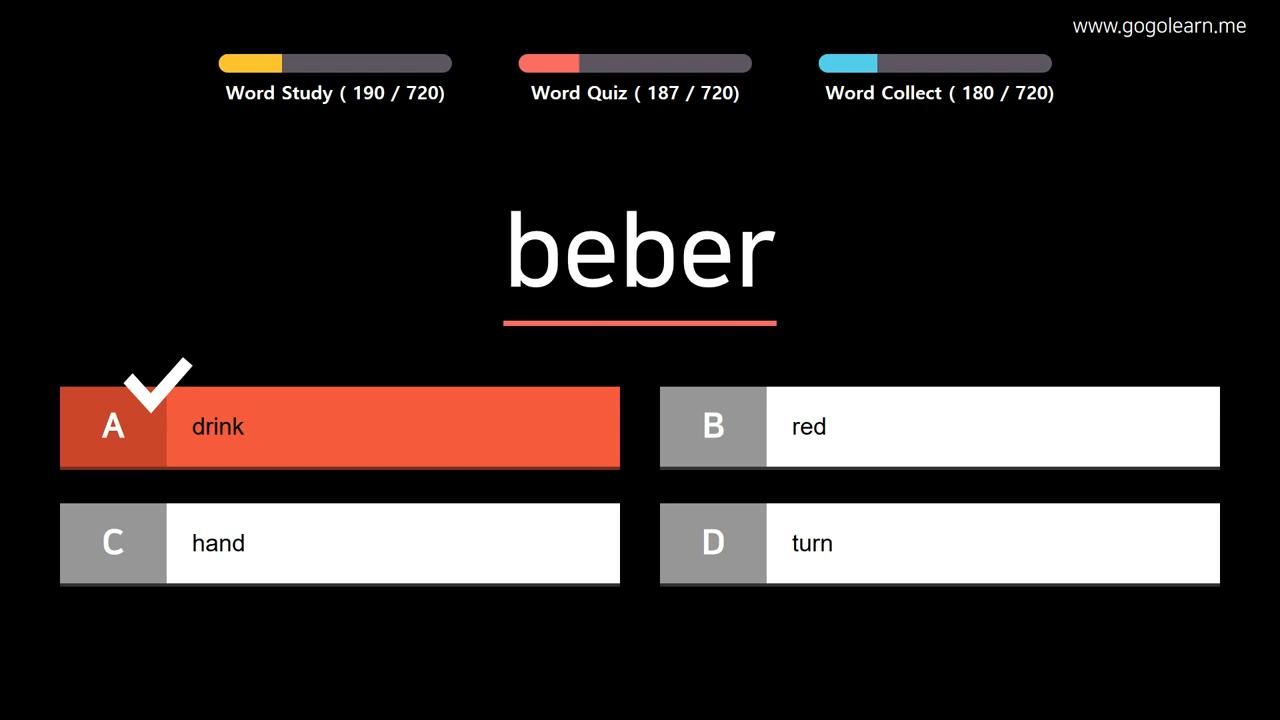 www.gogolearn.me
Word Study ( 190 / 720)
Word Quiz ( 187 / 720)
Word Collect ( 180 / 720)
beber
A drink
B red
C hand
D turn